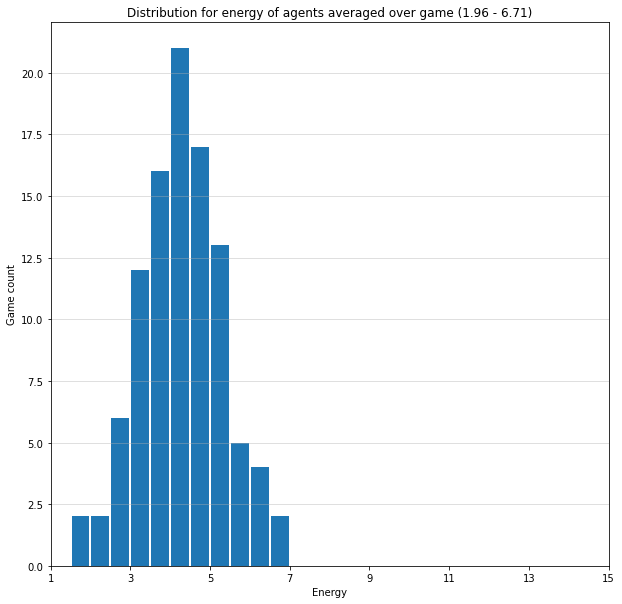 Distribution for energy of agents averaged over game (1.96 - 6.71)
20.0
17.5
15.0
12.5
10.0
7.5
5.0
2.5
0.0
Game count
1 3 5 7 9 11 13 15
Energy